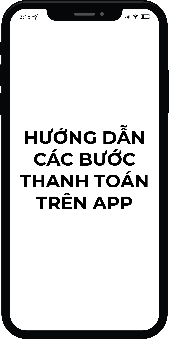 HƯỚNG DẪN
CÁC BƯỚC
THANH TOÁN
TRÊN APP